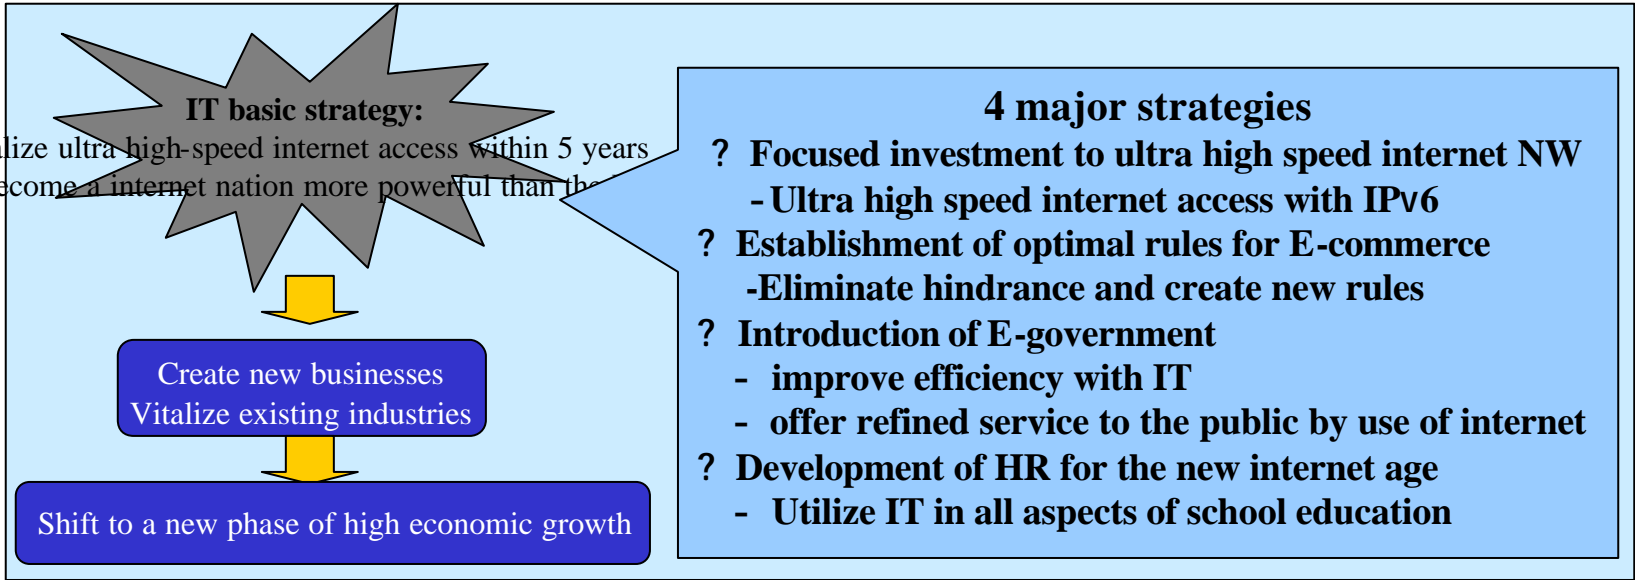 IT basic strategy:
lize ultra high-speed internet access within 5 years
ecome a internet nation more powerful than the
Create new businesses
Vitalize existing industries
Shift to a new phase of high economic growth
4 major strategies
? Focused investment to ultra high speed internet NW
- Ultra high speed internet access with IPv6
? Establishment of optimal rules for E-commerce
-Eliminate hindrance and create new rules
? Introduction of E-government
- improve efficiency with IT
- offer refined service to the public by use of internet
? Development of HR for the new internet age
- Utilize IT in all aspects of school education